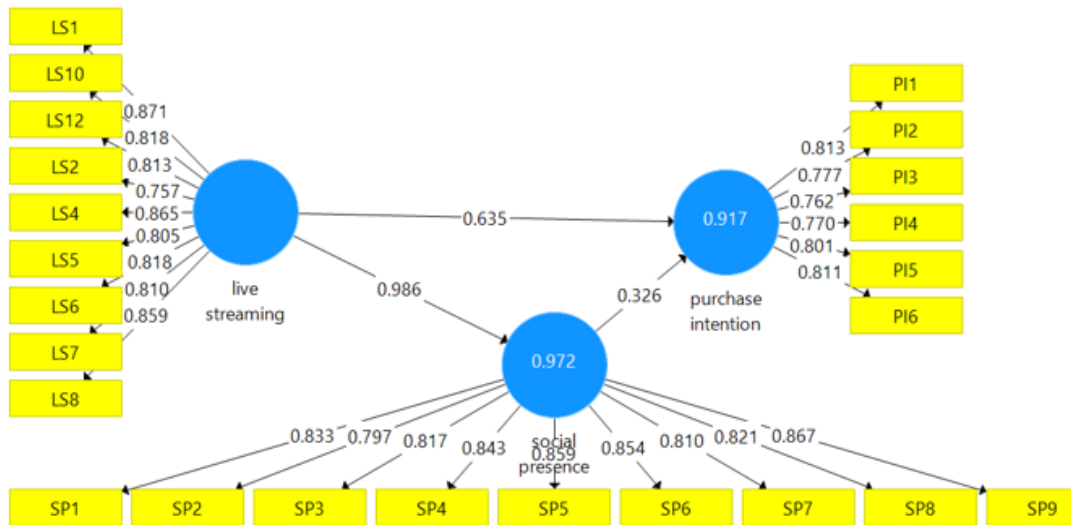 LS1
LS10
LS12
LS2
LS4
LS5
LS6
LS7
LS8
0.871
0.818
0.813
0.757
0.865
0.805
0.818
0.810
0.859
live
streaming
0.635
0.986
0.326
0.917
purchase
intention
0.813
0.777
0.762
0.770
0.801
0.811
PI1
PI2
PI3
PI4
PI5
PI6
0.972
social
presence
0.833
0.797
0.817
0.843
0.859
0.854
0.810
0.821
0.867
SP1
SP2
SP3
SP4
SP5
SP6
SP7
SP8
SP9